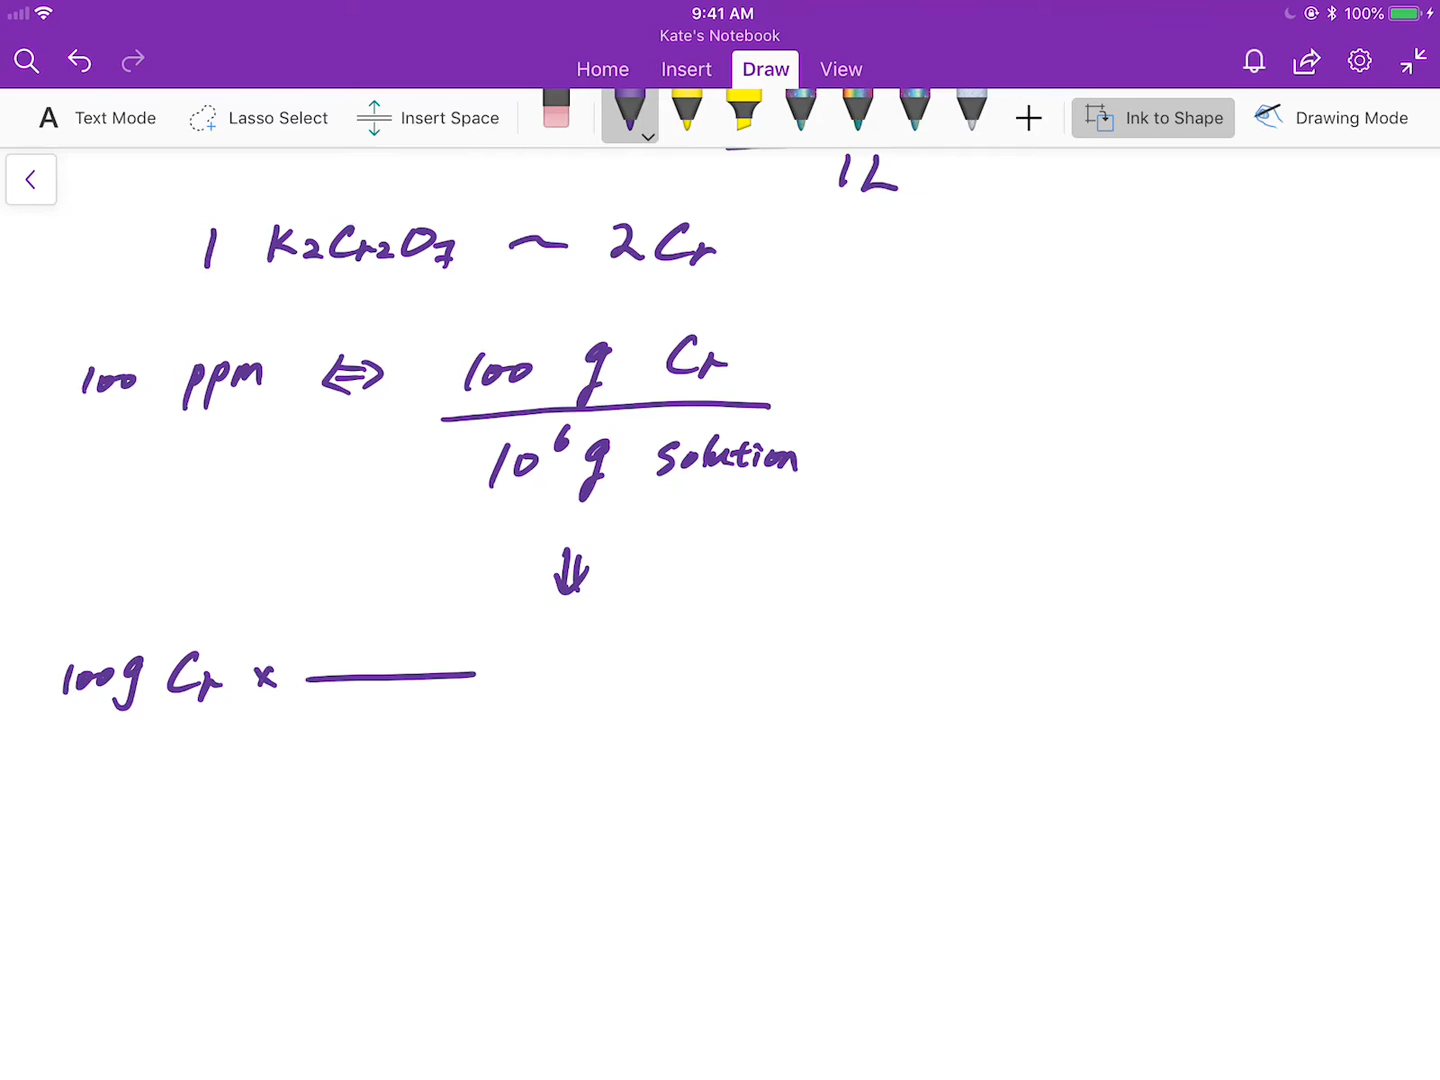 9:41 AM
100%
Kate's Notebook
Home Insert Draw View
A Text Mode Lasso Select Insert Space Ink to Shape Drawing Mode
1L
1 K2Cr2O7 ~ 2Cr
100 ppm ⇔ 100 g Cr
10⁶ g solution
⇓
100g Cr ×